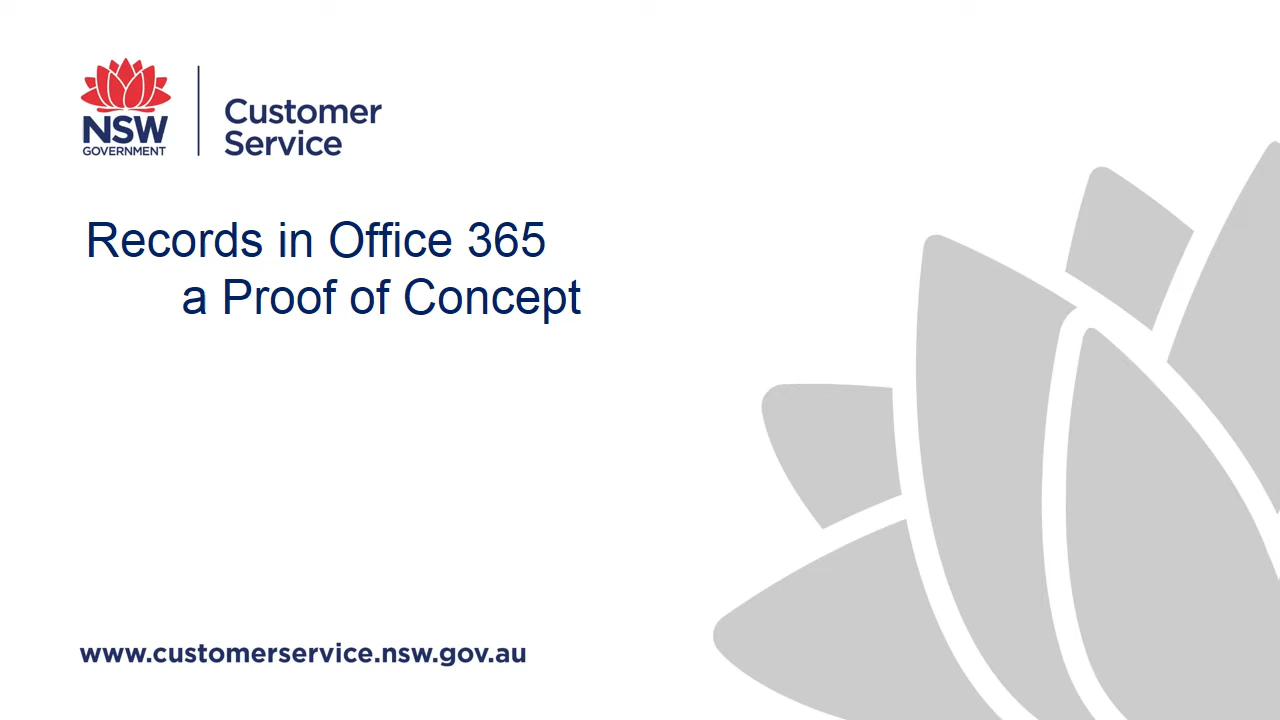 NSW
GOVERNMENT
Customer
Service
Records in Office 365
a Proof of Concept
www.customerservice.nsw.gov.au